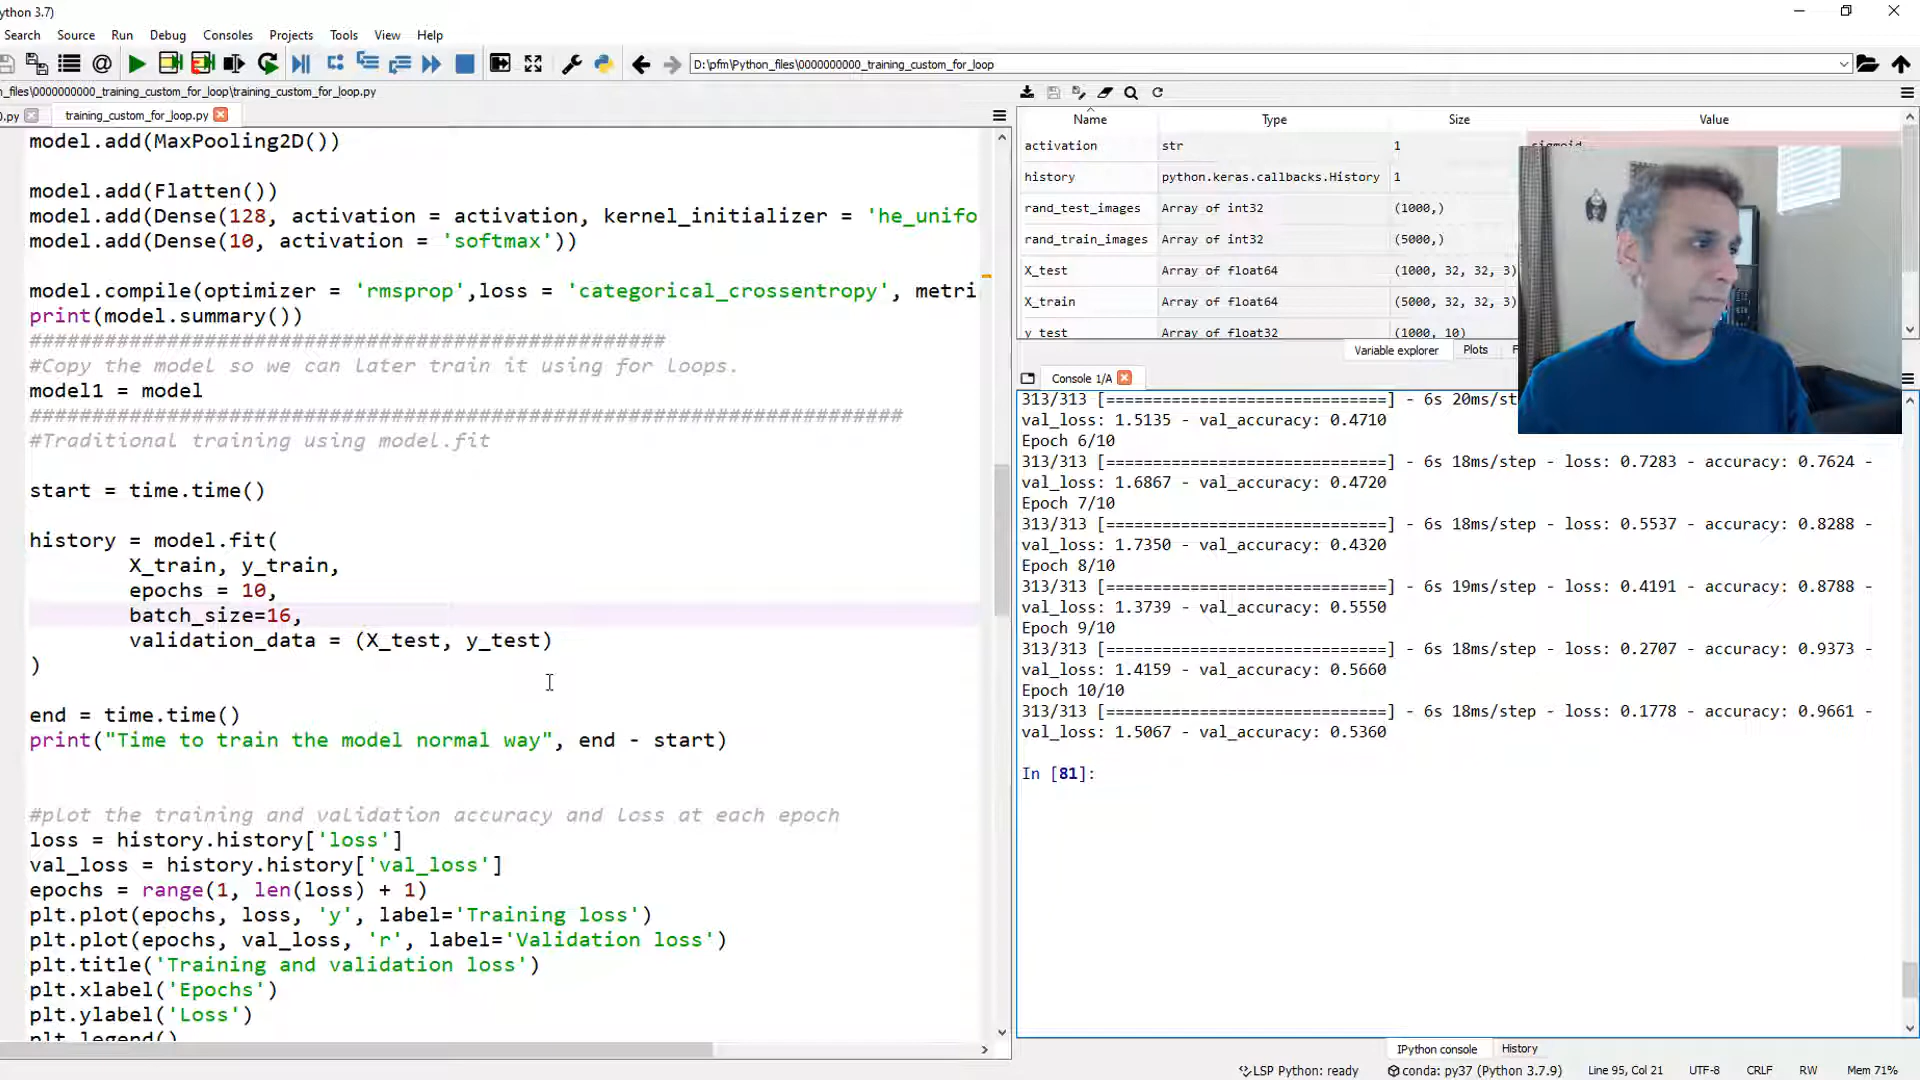 ython 3.7)
Search Source Run Debug Consoles Projects Tools View Help
D:\pfm\Python_files\0000000000_training_custom_for_loop
n_files\0000000000_training_custom_for_loop\training_custom_for_loop.py
0.py training_custom_for_loop.py
model.add(MaxPooling2D())
model.add(Flatten())
model.add(Dense(128, activation = activation, kernel_initializer = 'he_unifo
model.add(Dense(10, activation = 'softmax'))
model.compile(optimizer = 'rmsprop',loss = 'categorical_crossentropy', metri
print(model.summary())
###################################################
#Copy the model so we can Later train it using for Loops.
model1 = model
######################################################################
#Traditional training using model.fit
start = time.time()
history = model.fit(
X_train, y_train,
epochs = 10,
batch_size=16,
validation_data = (X_test, y_test)
)
end = time.time()
print("Time to train the model normal way", end - start)
#plot the training and validation accuracy and Loss at each epoch
loss = history.history['loss']
val_loss = history.history['val_loss']
epochs = range(1, len(loss) + 1)
plt.plot(epochs, loss, 'y', label='Training loss')
plt.plot(epochs, val_loss, 'r', label='Validation loss')
plt.title('Training and validation loss')
plt.xlabel('Epochs')
plt.ylabel('Loss')
plt.legend()
Name Type Size Value
activation str 1 sigmoid
history python.keras.callbacks.History 1
rand_test_images Array of int32 (1000,)
rand_train_images Array of int32 (5000,)
X_test Array of float64 (1000, 32, 32, 3)
X_train Array of float64 (5000, 32, 32, 3)
y_test Array of float32 (1000, 10)
Variable explorer Plots F
Console 1/A
313/313 [==============================] - 6s 20ms/st
val_loss: 1.5135 - val_accuracy: 0.4710
Epoch 6/10
313/313 [==============================] - 6s 18ms/step - loss: 0.7283 - accuracy: 0.7624 -
val_loss: 1.6867 - val_accuracy: 0.4720
Epoch 7/10
313/313 [==============================] - 6s 18ms/step - loss: 0.5537 - accuracy: 0.8288 -
val_loss: 1.7350 - val_accuracy: 0.4320
Epoch 8/10
313/313 [==============================] - 6s 19ms/step - loss: 0.4191 - accuracy: 0.8788 -
val_loss: 1.3739 - val_accuracy: 0.5550
Epoch 9/10
313/313 [==============================] - 6s 18ms/step - loss: 0.2707 - accuracy: 0.9373 -
val_loss: 1.4159 - val_accuracy: 0.5660
Epoch 10/10
313/313 [==============================] - 6s 18ms/step - loss: 0.1778 - accuracy: 0.9661 -
val_loss: 1.5067 - val_accuracy: 0.5360
In [81]:
IPython console History
LSP Python: ready conda: py37 (Python 3.7.9) Line 95, Col 21 UTF-8 CRLF RW Mem 71%